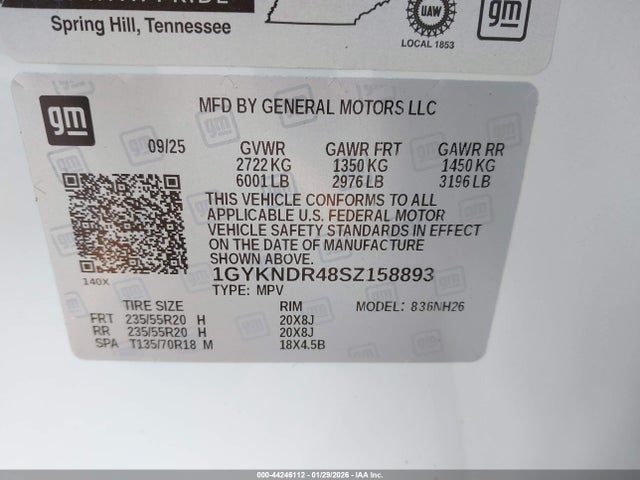 Spring Hill, Tennessee
UAW
LOCAL 1853
gm
gm
MFD BY GENERAL MOTORS LLC
09/25 GVWR GAWR FRT GAWR RR
2722 KG 1350 KG 1450 KG
6001 LB 2976 LB 3196 LB
THIS VEHICLE CONFORMS TO ALL
APPLICABLE U.S. FEDERAL MOTOR
VEHICLE SAFETY STANDARDS IN EFFECT
ON THE DATE OF MANUFACTURE
SHOWN ABOVE.
1GYKNDR48SZ158893
140X
TYPE: MPV
TIRE SIZE RIM MODEL: 836NH26
FRT 235/55R20 H 20X8J
RR 235/55R20 H 20X8J
SPA T135/70R18 M 18X4.5B
000-44246112 - 01/29/2026 - IAAI, Inc.